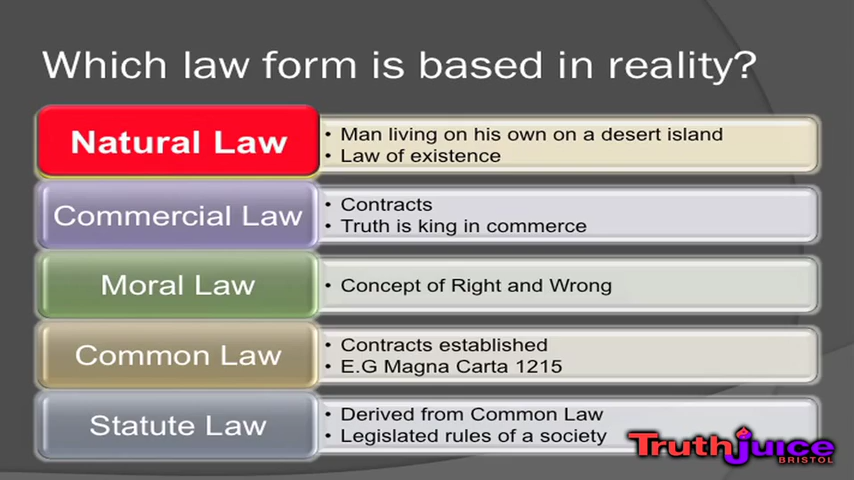 Which law form is based in reality?
Natural Law
• Man living on his own on a desert island
• Law of existence
Commercial Law
• Contracts
• Truth is king in commerce
Moral Law
• Concept of Right and Wrong
Common Law
• Contracts established
• E.G Magna Carta 1215
Statute Law
• Derived from Common Law
• Legislated rules of a society
Truthjuice
BRISTOL